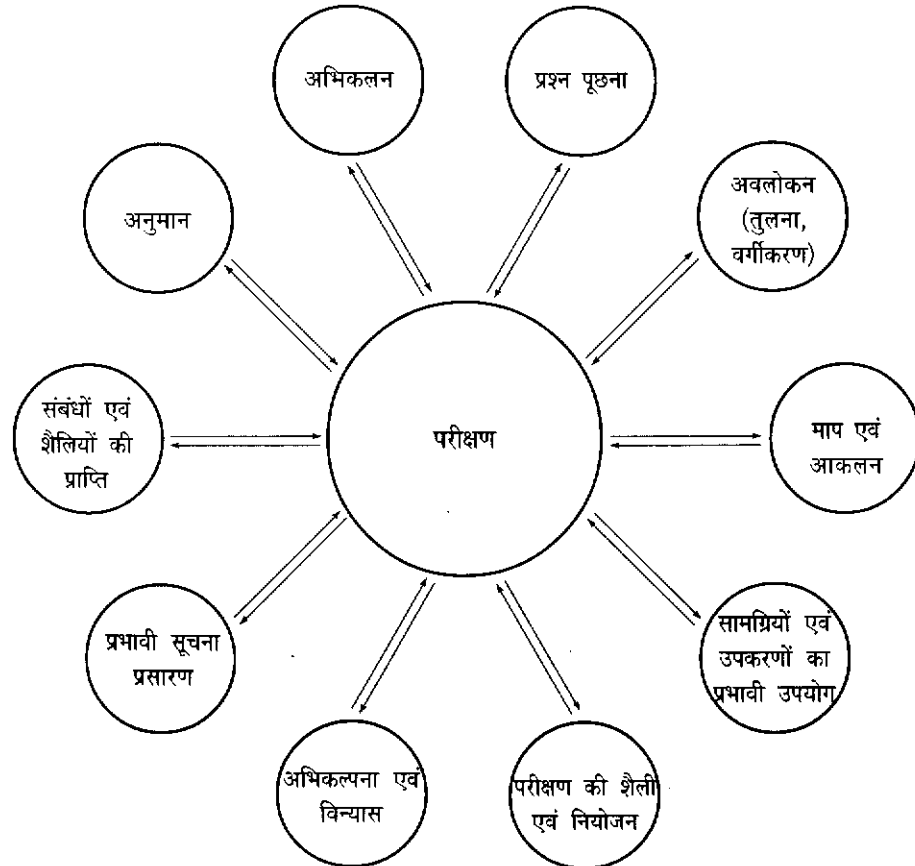 अभिकलन
प्रश्न पूछना
अनुमान
अवलोकन
(तुलना,
वर्गीकरण)
संबंधों एवं
शैलियों की
प्राप्ति
परीक्षण
माप एवं
आकलन
प्रभावी सूचना
प्रसारण
सामग्रियों एवं
उपकरणों का
प्रभावी उपयोग
अभिकल्पना एवं
विन्यास
परीक्षण की शैली
एवं नियोजन